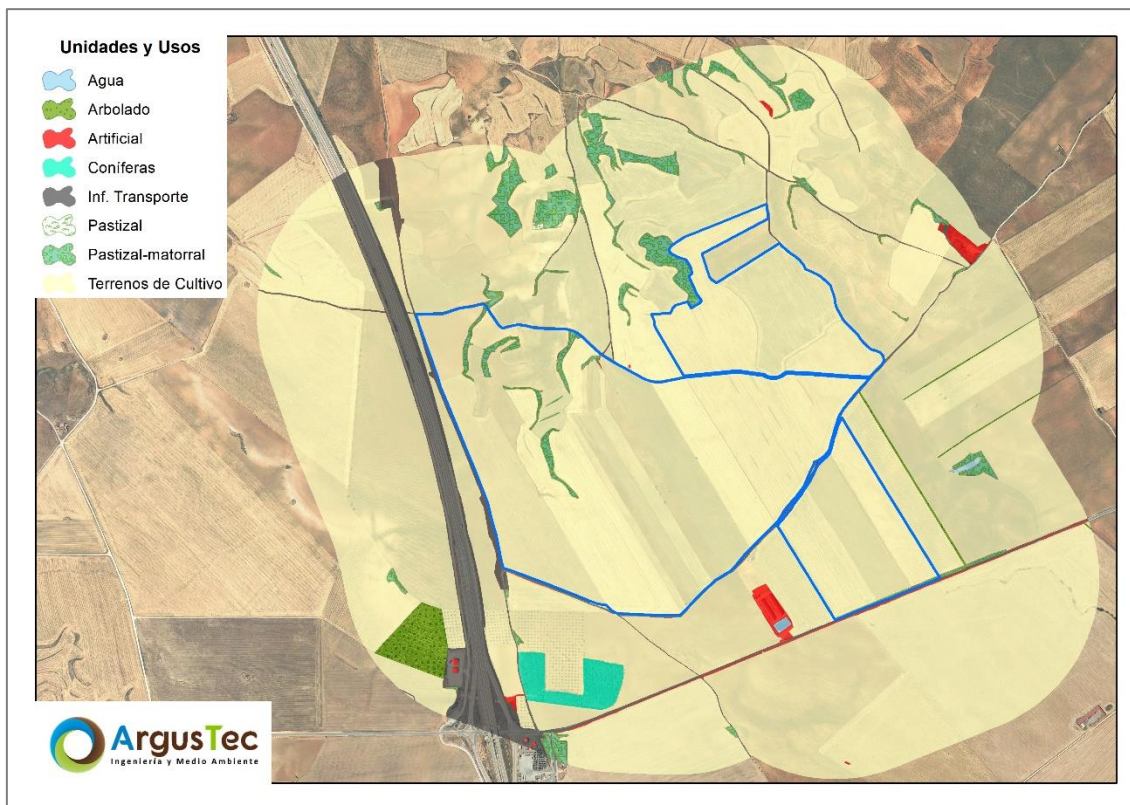 Unidades y Usos
Agua
Arbolado
Artificial
Coníferas
Inf. Transporte
Pastizal
Pastizal-matorral
Terrenos de Cultivo
ArgusTec
Ingeniería y Medio Ambiente